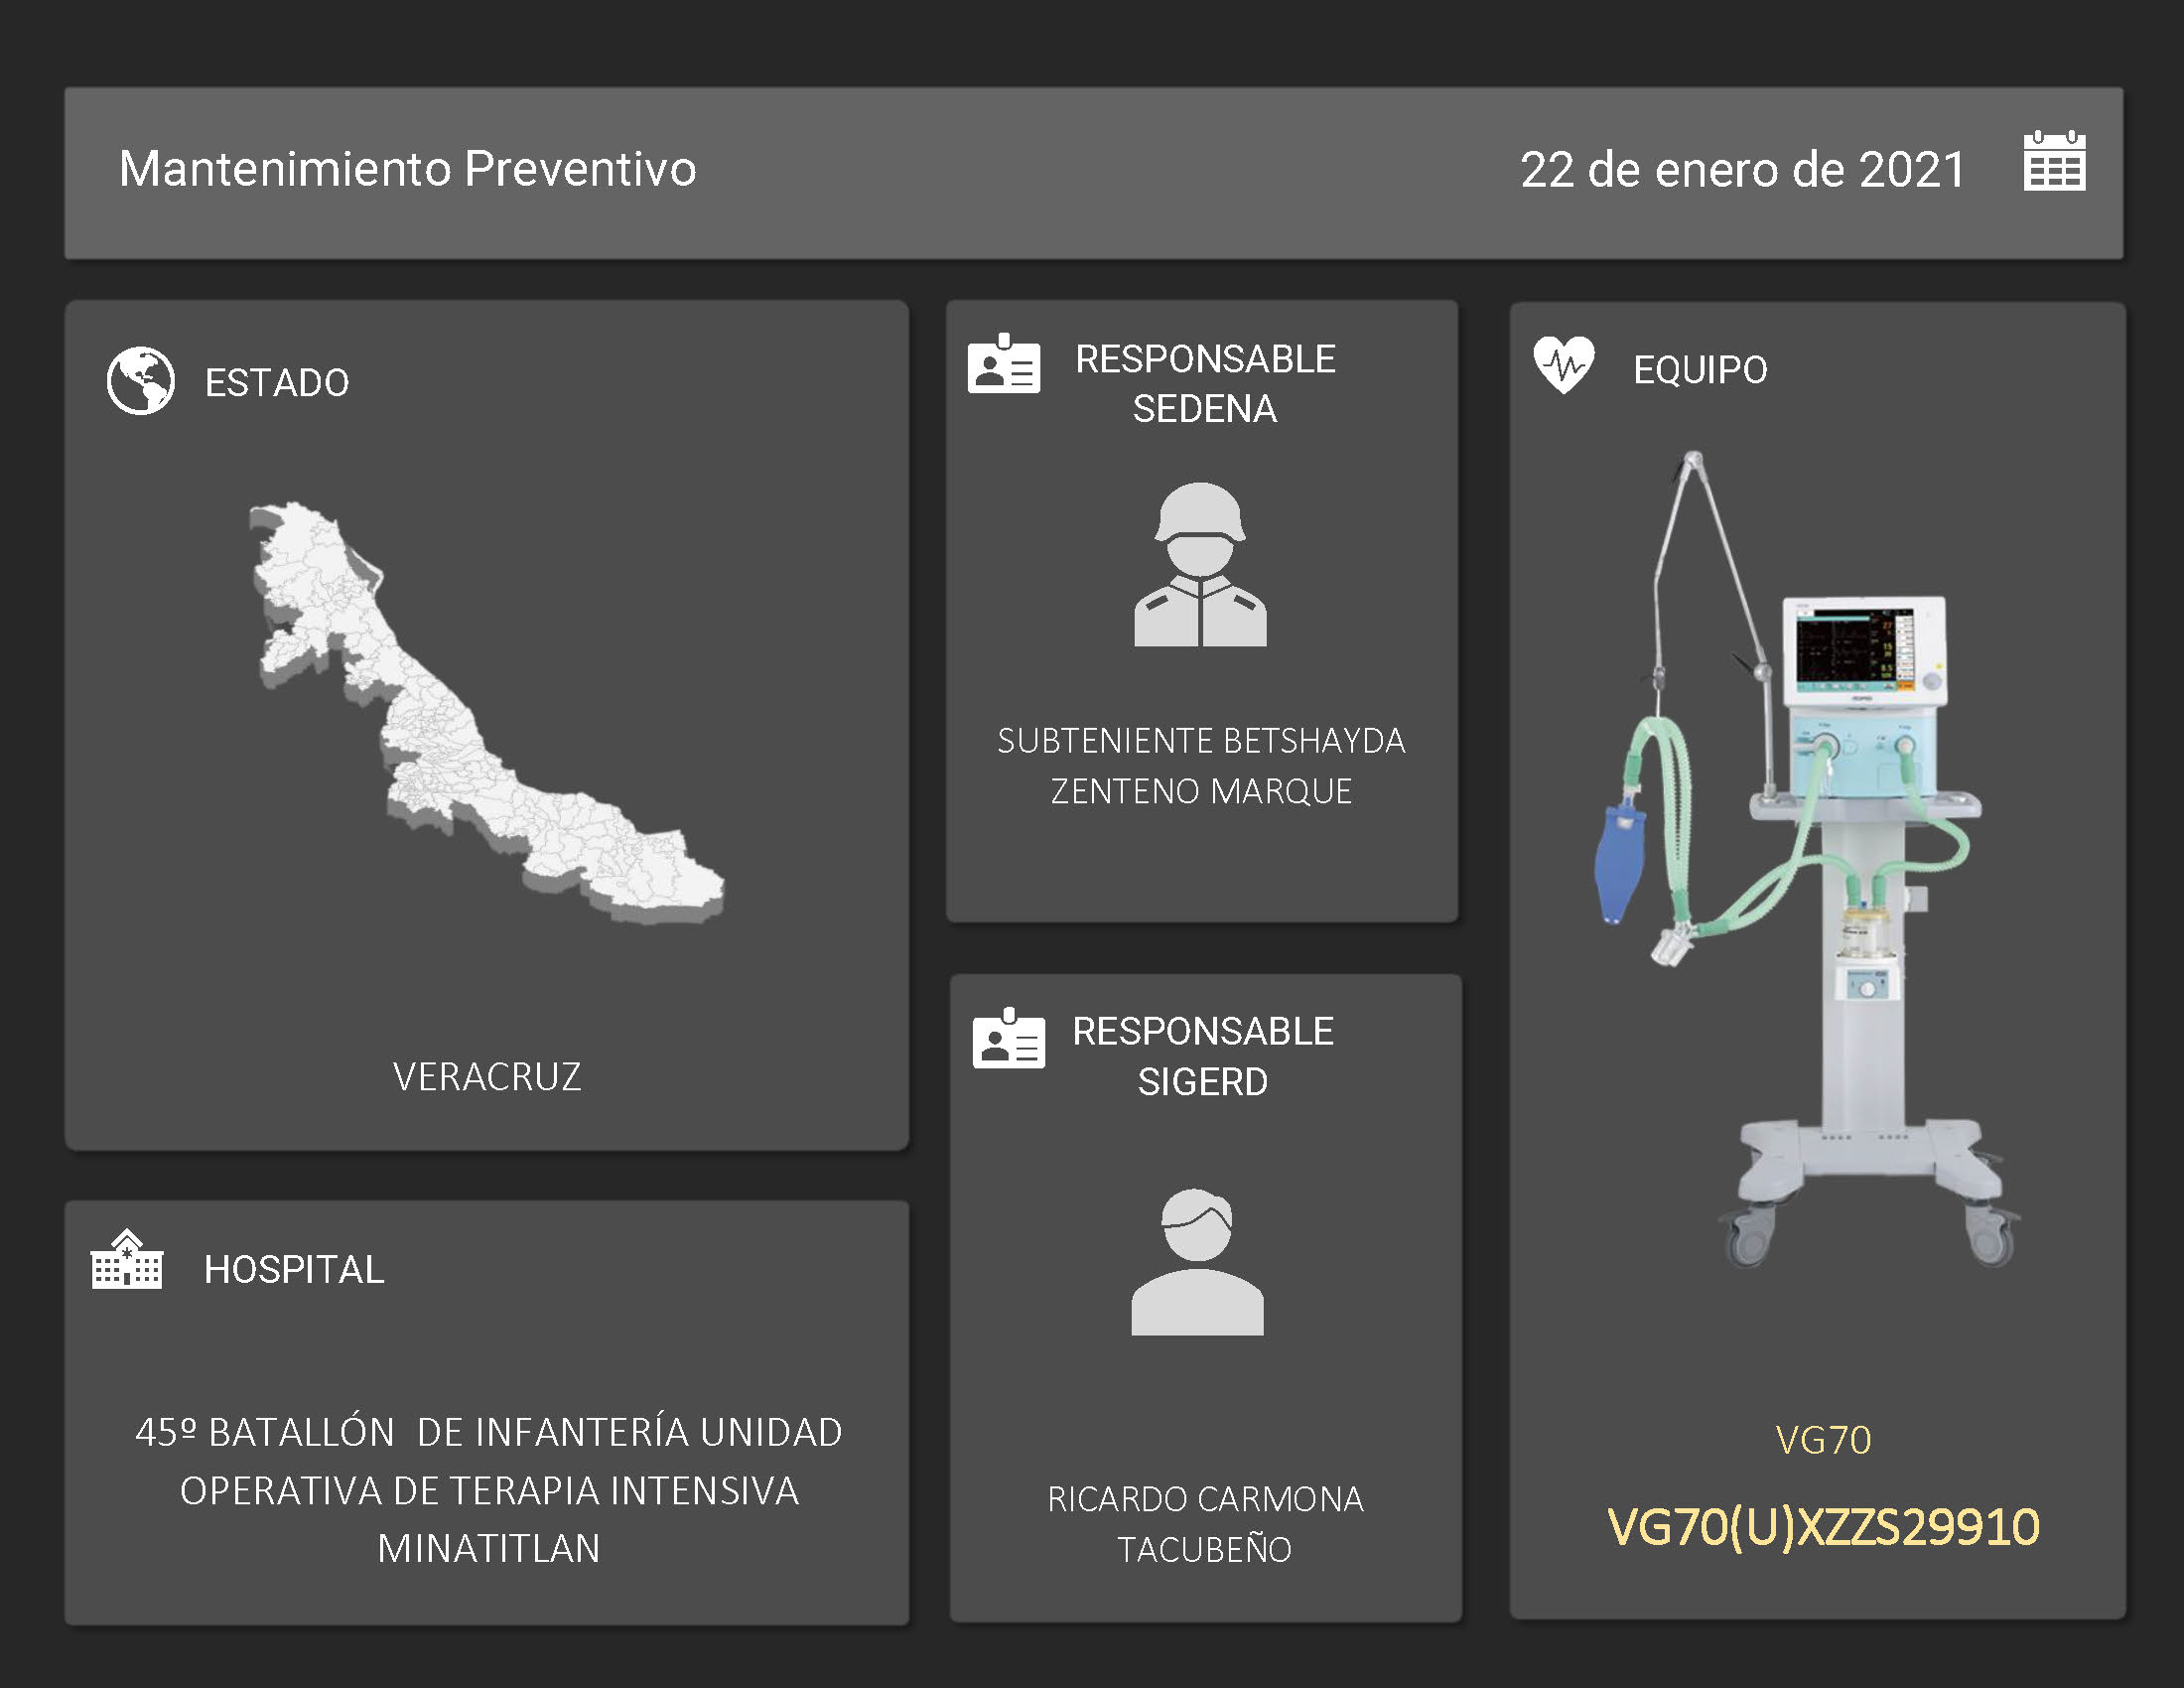 Mantenimiento Preventivo
22 de enero de 2021
ESTADO
VERACRUZ
HOSPITAL
45º BATALLÓN DE INFANTERÍA UNIDAD
OPERATIVA DE TERAPIA INTENSIVA
MINATITLAN
RESPONSABLE
SEDENA
SUBTENIENTE BETSHAYDA
ZENTENO MARQUE
RESPONSABLE
SIGERD
RICARDO CARMONA
TACUBEÑO
EQUIPO
VG70
VG70(U)XZZS29910